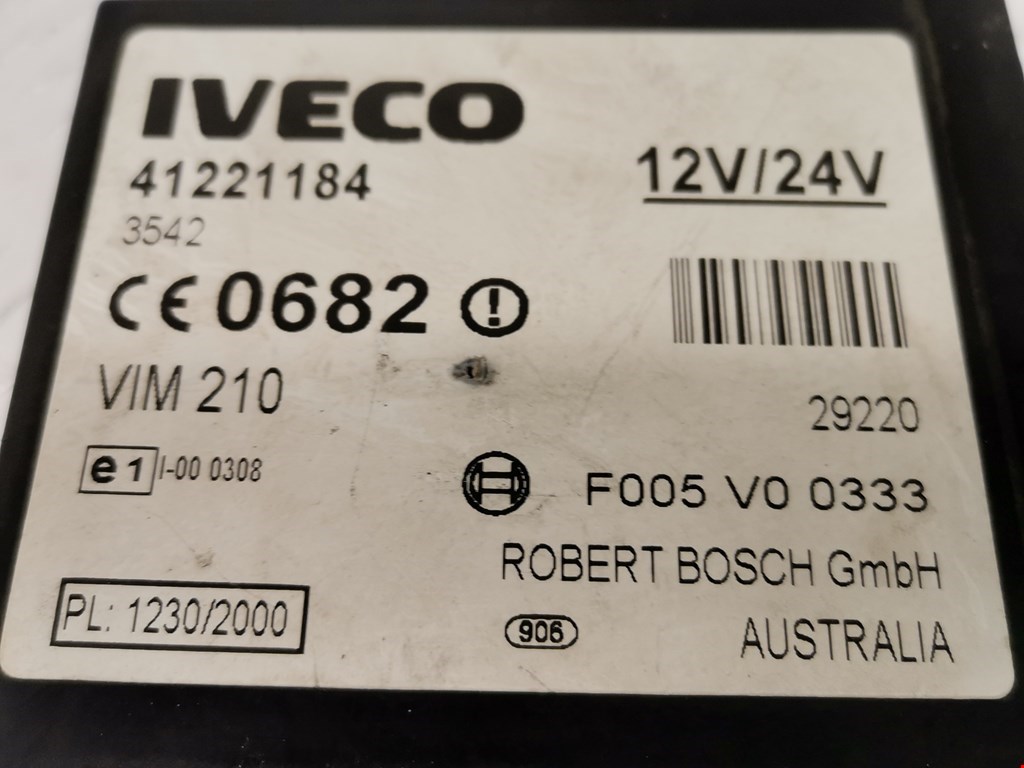 IVECO
41221184
12V/24V
3542
CE 0682
VIM 210
29220
e1 I-00 0308
F005 V0 0333
ROBERT BOSCH GmbH
PL: 1230/2000
906
AUSTRALIA